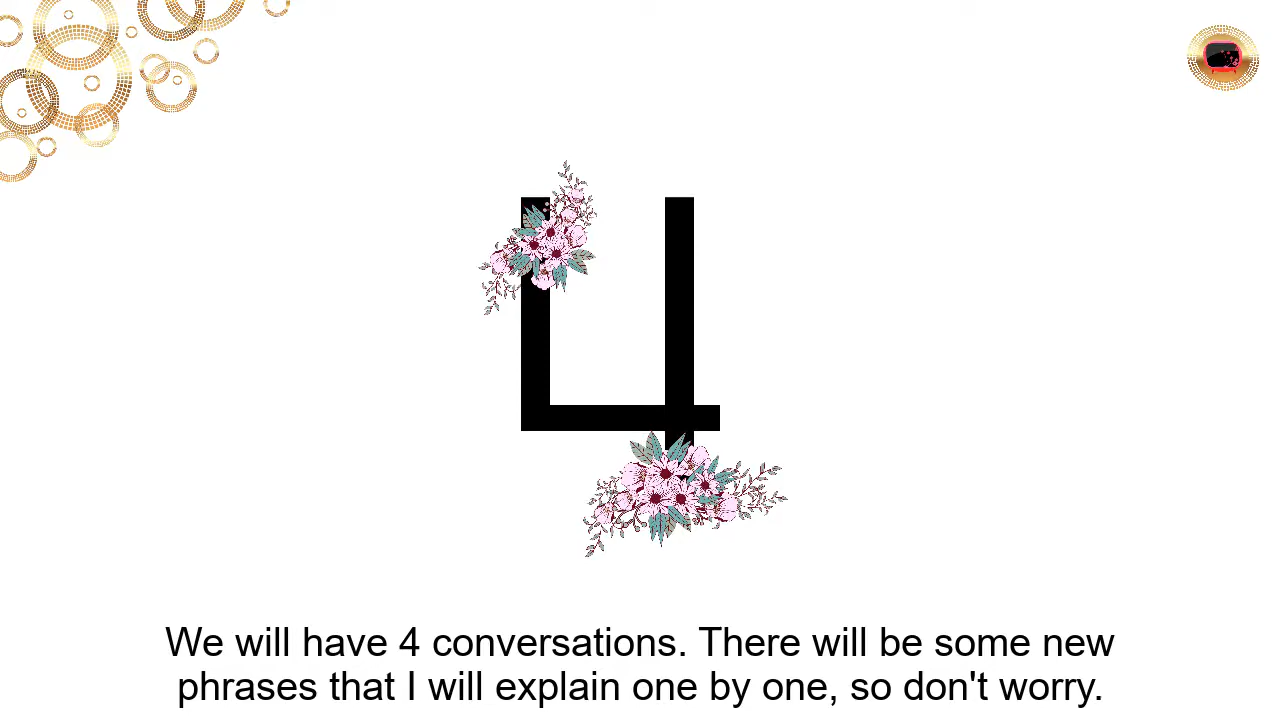 4
We will have 4 conversations. There will be some new
phrases that I will explain one by one, so don't worry.